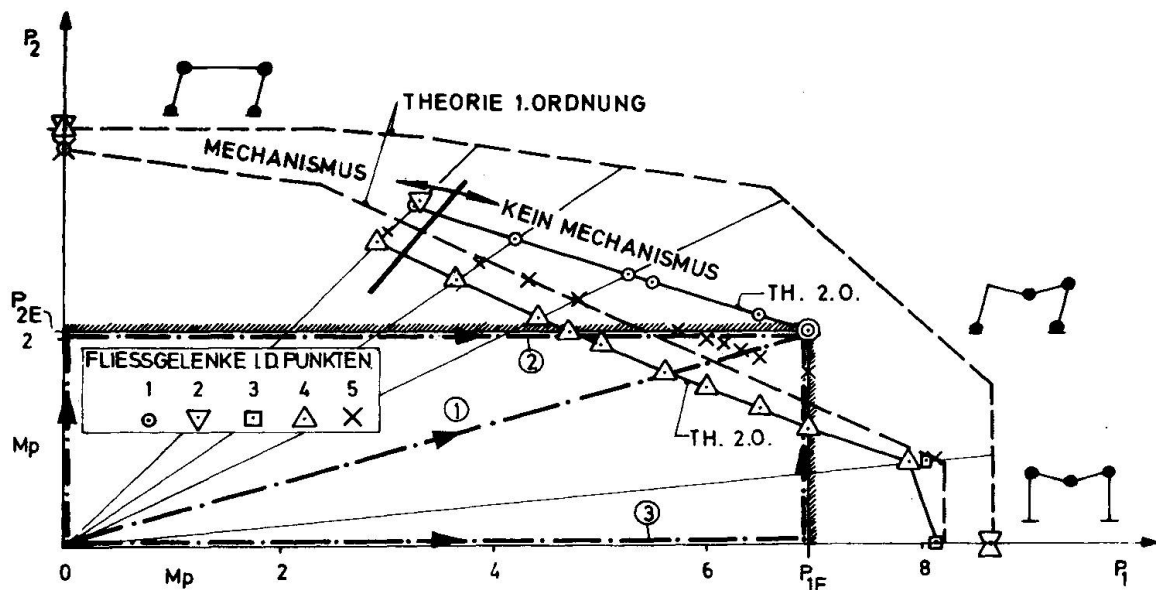 P₂
THEORIE 1.ORDNUNG
MECHANISMUS
KEIN MECHANISMUS
TH. 2.O.
P₂E
2
②
FLIESSGELENKE I.D.PUNKTEN
1 2 3 4 5
①
Mp
TH. 2.O.
③
0 Mp 2 4 6 P₁E 8 P₁